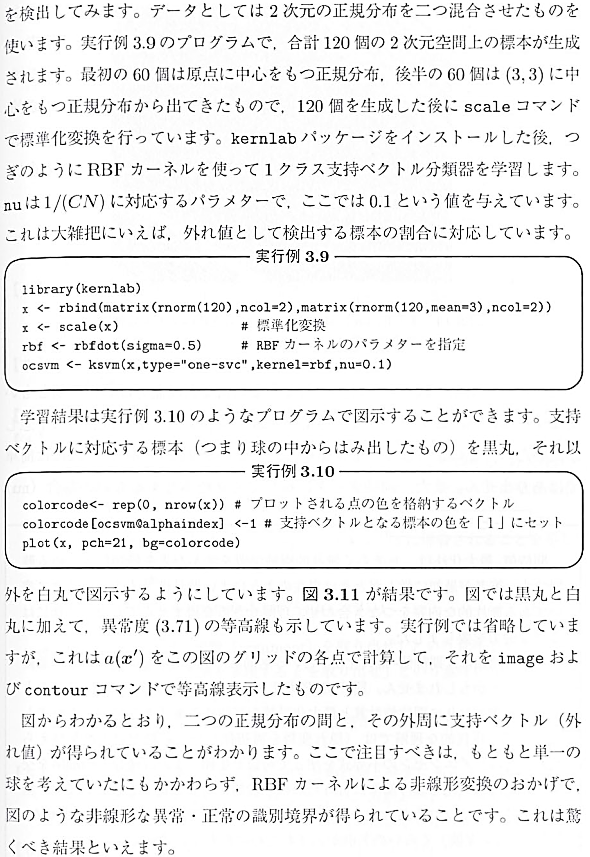 を検出してみます。データとしては 2 次元の正規分布を二つ混合させたものを
使います。実行例 3.9 のプログラムで，合計 120 個の 2 次元空間上の標本が生成
されます。最初の 60 個は原点に中心をもつ分布，後半の 60 個は (3,3) に中
心をもつ正規分布から出てきたもので，120 個を生成した後に scale コマンド
で標準化変換を行っています。kernlab パッケージをインストールした後，つ
ぎのように RBF カーネルを使って 1 クラス支持ベクトル分類器を学習します。
nu は 1/(CN) に対応するパラメターで，ここでは 0.1 という値を与えています。
これは大雑把にいえば，外れ値として検出する標本の割合に対応しています。
実行例 3.9
library(kernlab)
x <- rbind(matrix(rnorm(120),ncol=2),matrix(rnorm(120,mean=3),ncol=2))
x <- scale(x) # 標準化変換
rbf <- rbfdot(sigma=0.5) # RBF カーネルのパラメターを指定
ocsvm <- ksvm(x,type="one-svc",kernel=rbf,nu=0.1)
学習結果は実行例 3.10 のようなプログラムで図示することができます。支持
ベクトルに対応する標本（つまり球の中からはみ出したもの）を黒丸，それ以
実行例 3.10
colorcode<- rep(0, nrow(x)) # プロットされる点の色を格納するベクトル
colorcode[ocsvm@alphaindex] <-1 # 支持ベクトルとなる標本の色を「1」にセット
plot(x, pch=21, bg=colorcode)
外を白丸で図示するようにしています。図 3.11 が結果です。図では黒丸と白
丸に加えて，異常度 (3.71) の等高線も示しています。実行例では省略していま
すが，これは a(x′) をこの図のグリッドの各点で計算して，それを image およ
び contour コマンドで等高線表示したものです。
図からわかるとおり，二つの正規分布の間と，その外周に支持ベクトル（外
れ値）が得られていることがわかります。ここで注目すべきは，もともと単一の
球を考えていたにもかかわらず，RBF カーネルによる非線形変換のおかげで，
図のような非線形な異常・正常の識別境界が得られていることです。これは驚
くべき結果といえます。